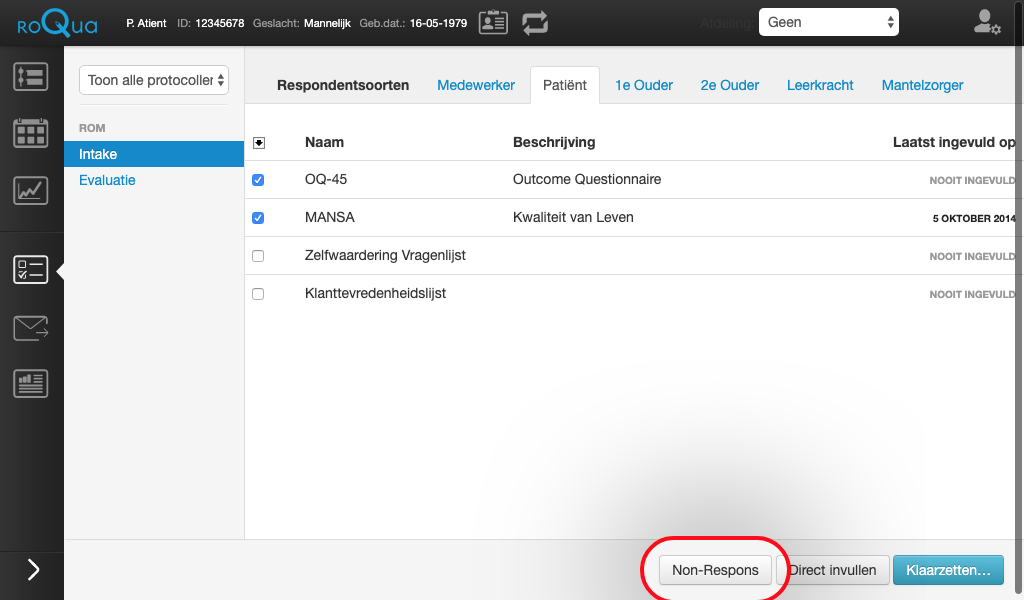 roQua P. Atient ID: 12345678 Geslacht: Mannelijk Geb.dat.: 16-05-1979 Afdeling: Geen
Toon alle protocoller
Respondentsoorten Medewerker Patiënt 1e Ouder 2e Ouder Leerkracht Mantelzorger
ROM
Intake
Evaluatie
Naam Beschrijving Laatst ingevuld op
OQ-45 Outcome Questionnaire NOOIT INGEVULD
MANSA Kwaliteit van Leven 5 OKTOBER 2014
Zelfwaardering Vragenlijst NOOIT INGEVULD
Klanttevredenheidslijst NOOIT INGEVULD
Non-Respons Direct invullen Klaarzetten...